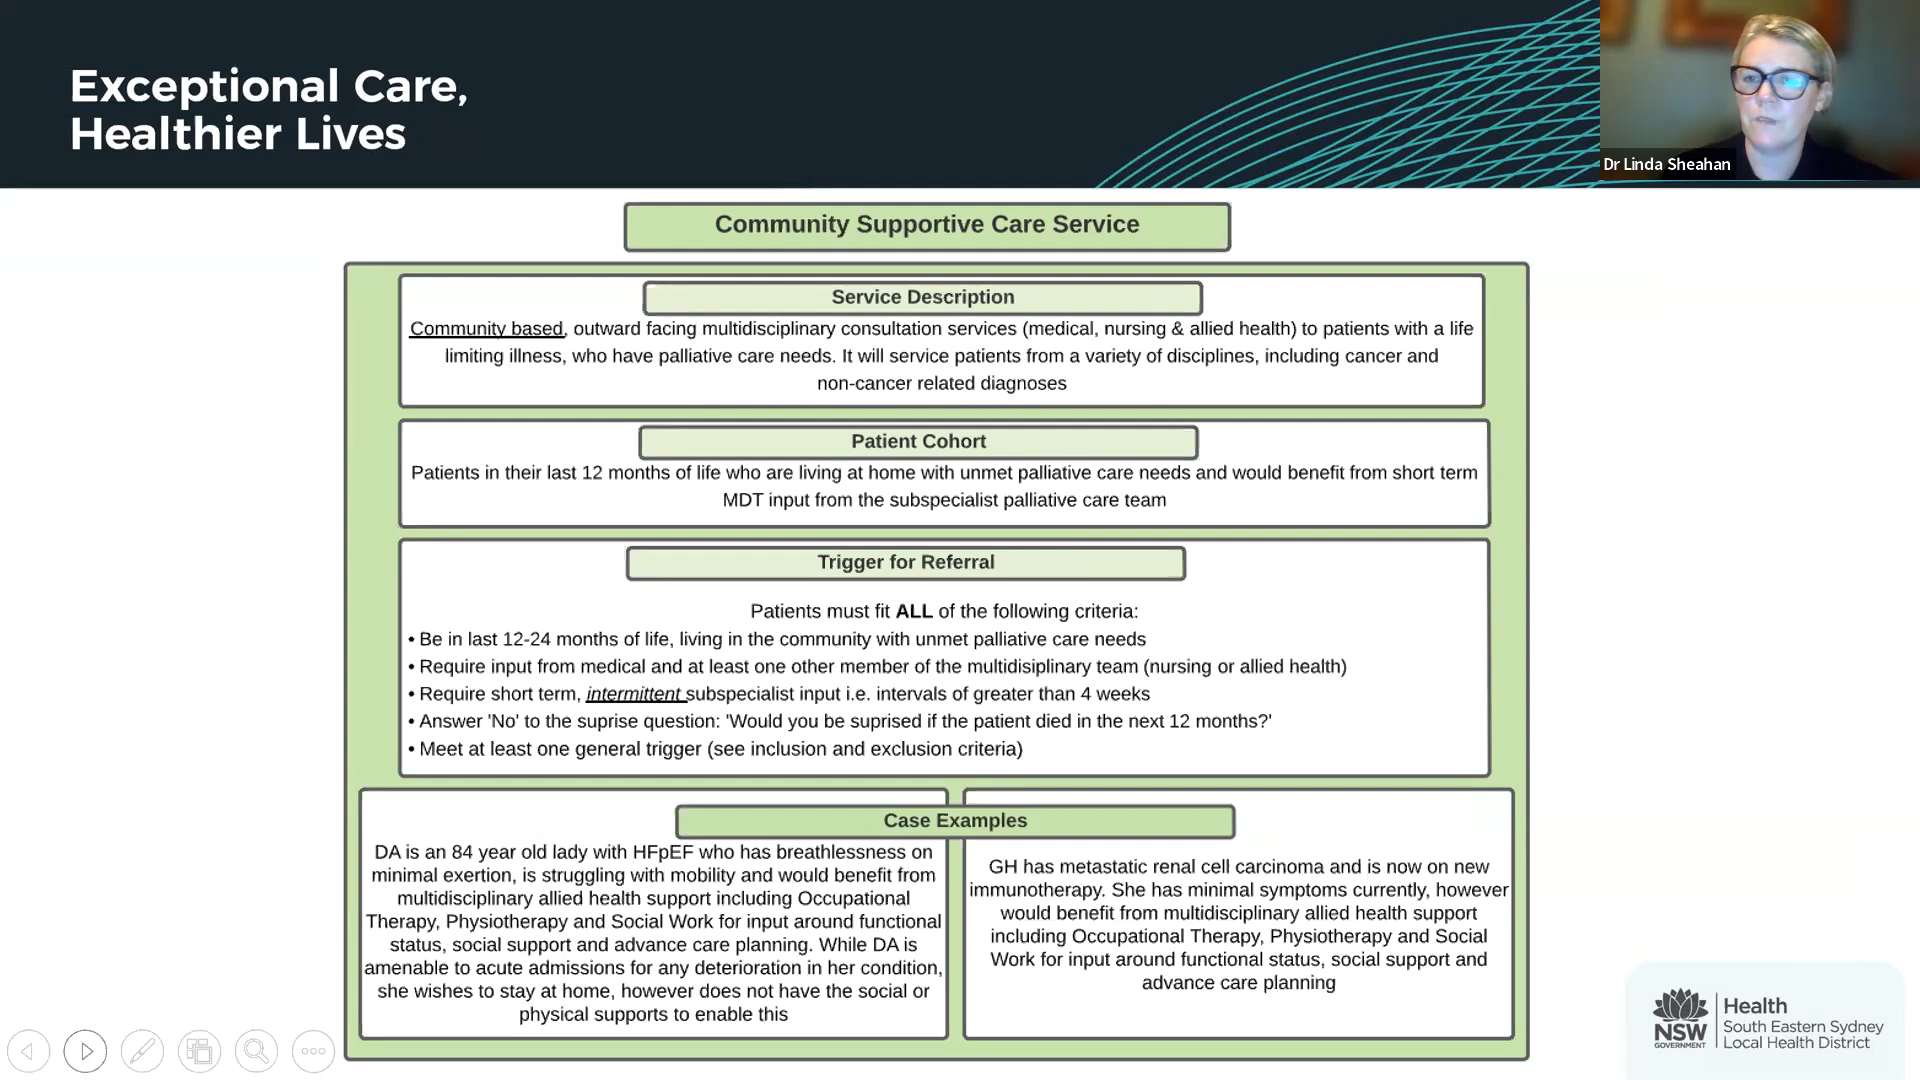 Exceptional Care,
Healthier Lives
Dr Linda Sheahan
Community Supportive Care Service
Service Description
Community based, outward facing multidisciplinary consultation services (medical, nursing & allied health) to patients with a life
limiting illness, who have palliative care needs. It will service patients from a variety of disciplines, including cancer and
non-cancer related diagnoses
Patient Cohort
Patients in their last 12 months of life who are living at home with unmet palliative care needs and would benefit from short term
MDT input from the subspecialist palliative care team
Trigger for Referral
Patients must fit ALL of the following criteria:
• Be in last 12-24 months of life, living in the community with unmet palliative care needs
• Require input from medical and at least one other member of the multidisiplinary team (nursing or allied health)
• Require short term, intermittent subspecialist input i.e. intervals of greater than 4 weeks
• Answer 'No' to the suprise question: 'Would you be suprised if the patient died in the next 12 months?'
• Meet at least one general trigger (see inclusion and exclusion criteria)
Case Examples
DA is an 84 year old lady with HFpEF who has breathlessness on
minimal exertion, is struggling with mobility and would benefit from
multidisciplinary allied health support including Occupational
Therapy, Physiotherapy and Social Work for input around functional
status, social support and advance care planning. While DA is
amenable to acute admissions for any deterioration in her condition,
she wishes to stay at home, however does not have the social or
physical supports to enable this
GH has metastatic renal cell carcinoma and is now on new
immunotherapy. She has minimal symptoms currently, however
would benefit from multidisciplinary allied health support
including Occupational Therapy, Physiotherapy and Social
Work for input around functional status, social support and
advance care planning
NSW
GOVERNMENT
Health
South Eastern Sydney
Local Health District